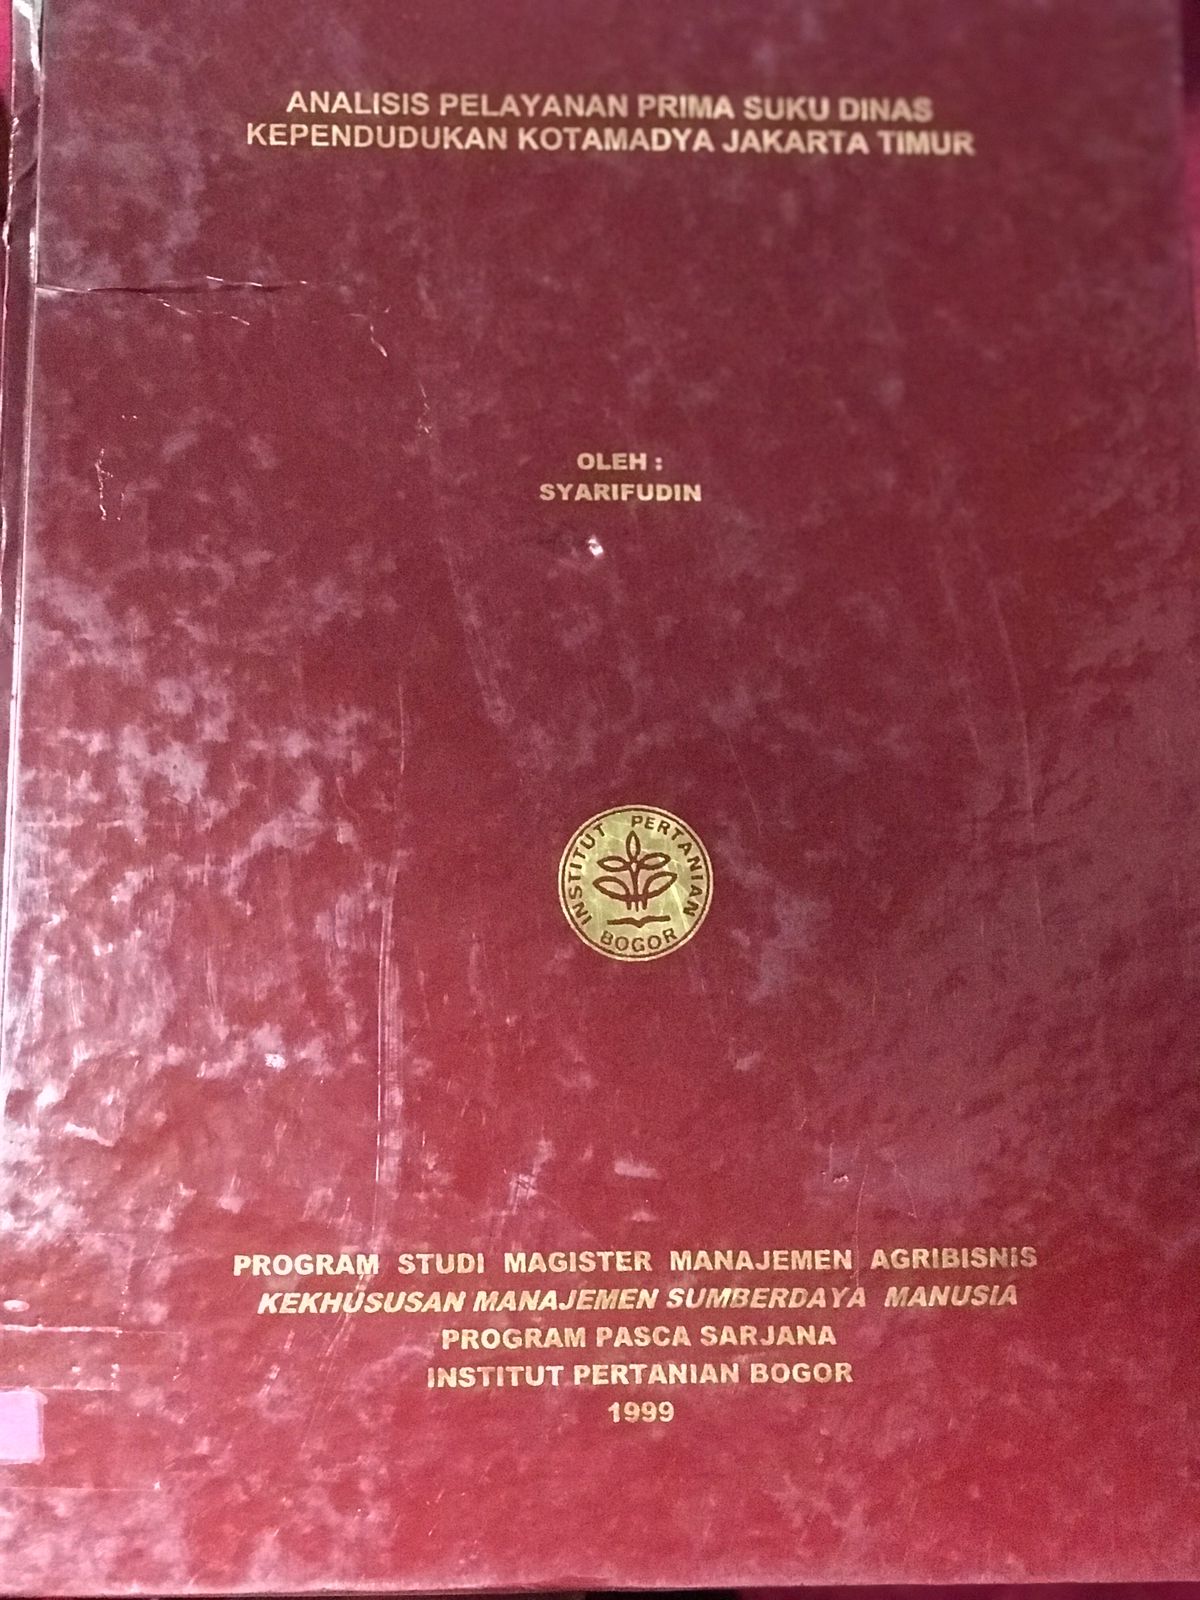 ANALISIS PELAYANAN PRIMA SUKU DINAS
KEPENDUDUKAN KOTAMADYA JAKARTA TIMUR
OLEH :
SYARIFUDIN
INSTITUT PERTANIAN
BOGOR
PROGRAM STUDI MAGISTER MANAJEMEN AGRIBISNIS
KEKHUSUSAN MANAJEMEN SUMBERDAYA MANUSIA
PROGRAM PASCA SARJANA
INSTITUT PERTANIAN BOGOR
1999